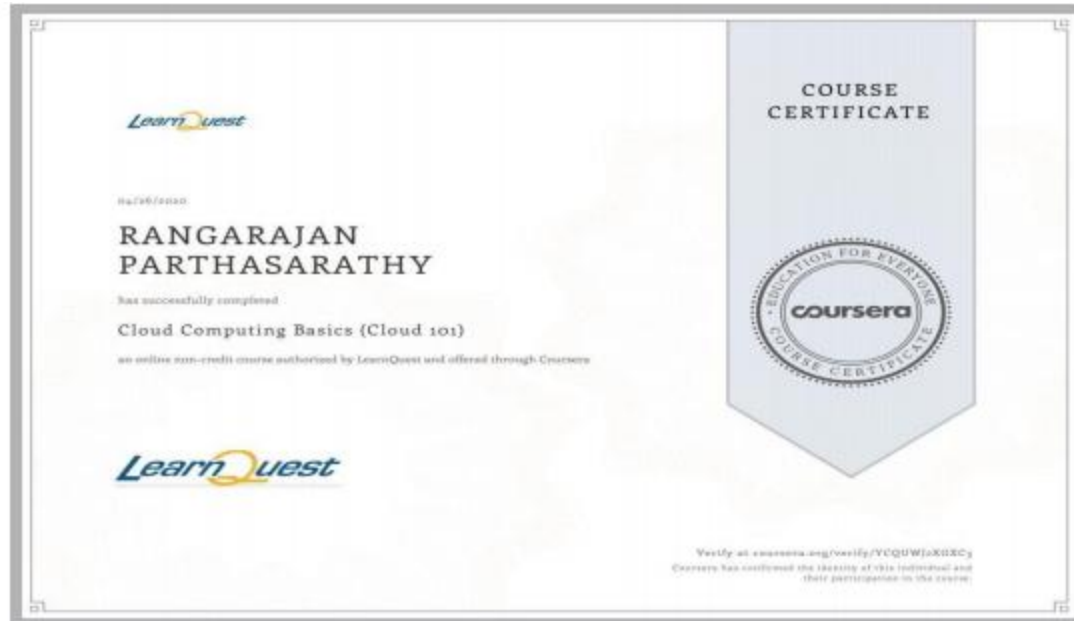 LearnQuest
04/26/2020
RANGARAJAN
PARTHASARATHY
has successfully completed
Cloud Computing Basics (Cloud 101)
an online non-credit course authorized by LearnQuest and offered through Coursera
LearnQuest
COURSE
CERTIFICATE
EDUCATION FOR EVERYONE
coursera
COURSE CERTIFICATE
Verify at
Coursera has confirmed the identity of this individual and
their participation in the course.